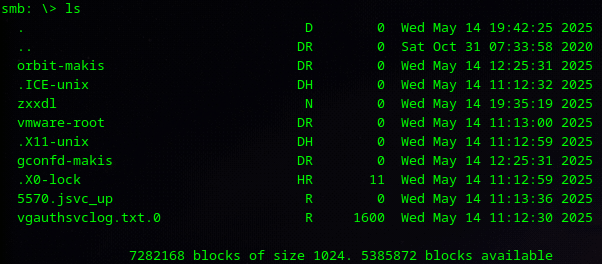 smb: \> ls
. D 0 Wed May 14 19:42:25 2025
.. DR 0 Sat Oct 31 07:33:58 2020
orbit-makis DR 0 Wed May 14 12:25:31 2025
.ICE-unix DH 0 Wed May 14 11:12:32 2025
zxxdl N 0 Wed May 14 19:35:19 2025
vmware-root DR 0 Wed May 14 11:13:00 2025
.X11-unix DH 0 Wed May 14 11:12:59 2025
gconfd-makis DR 0 Wed May 14 12:25:31 2025
.X0-lock HR 11 Wed May 14 11:12:59 2025
5570.jsvc_up R 0 Wed May 14 11:13:36 2025
vgauthsvclog.txt.0 R 1600 Wed May 14 11:12:30 2025
7282168 blocks of size 1024. 5385872 blocks available